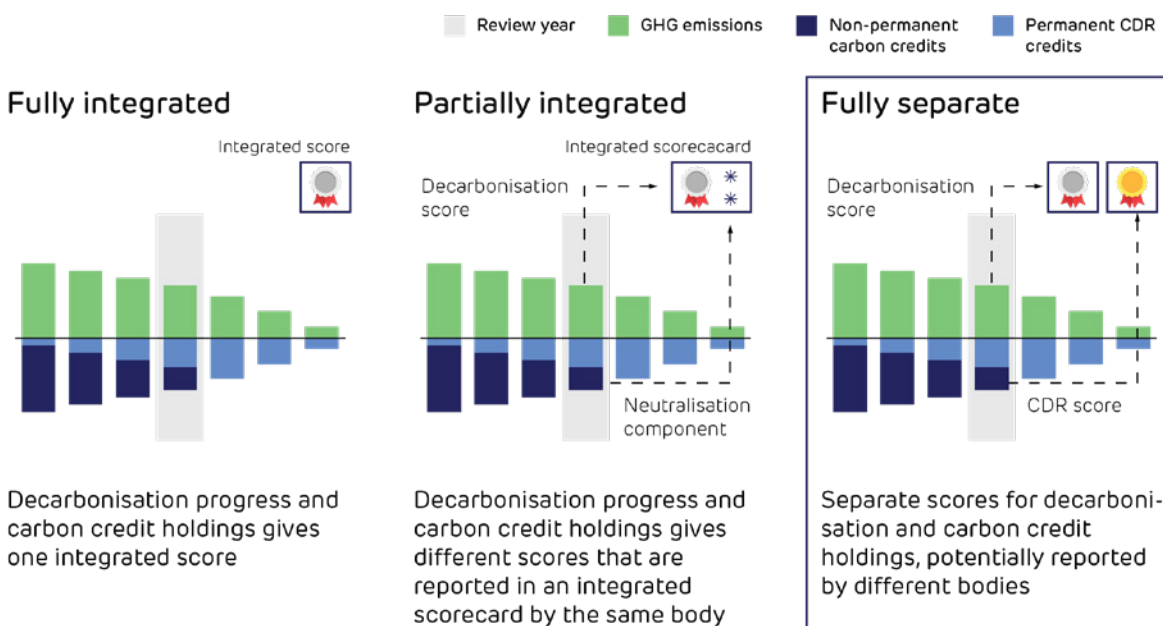 Review year
GHG emissions
Non-permanent
carbon credits
Permanent CDR
credits
Fully integrated
Integrated score
Decarbonisation progress and
carbon credit holdings gives
one integrated score
Partially integrated
Integrated scorecacard
Decarbonisation
score
Neutralisation
component
Decarbonisation progress and
carbon credit holdings gives
different scores that are
reported in an integrated
scorecard by the same body
Fully separate
Decarbonisation
score
CDR score
Separate scores for decarboni-
sation and carbon credit
holdings, potentially reported
by different bodies